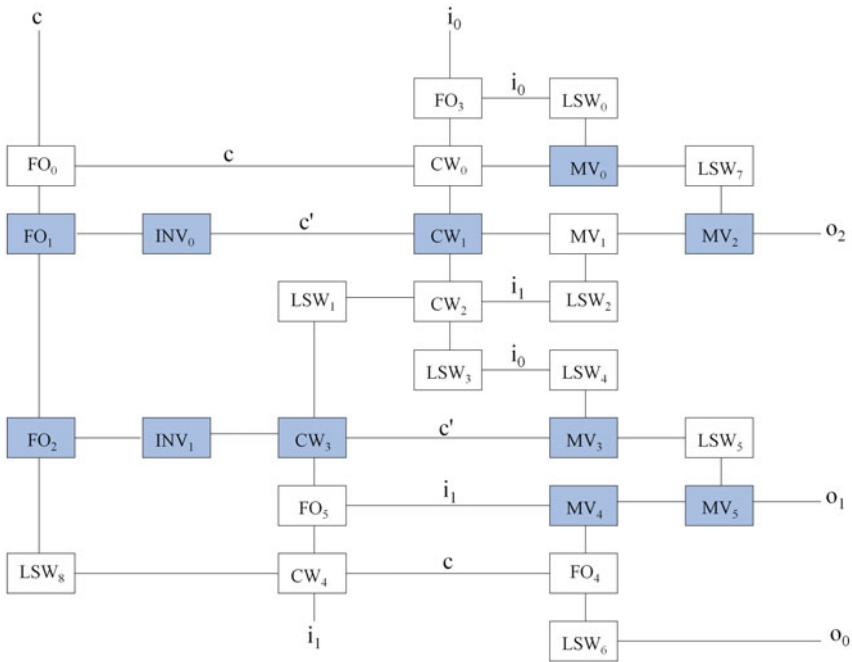 c i₀
FO₃ i₀ LSW₀
FO₀ c CW₀ MV₀ LSW₇
FO₁ INV₀ c' CW₁ MV₁ MV₂ o₂
LSW₁ CW₂ i₁ LSW₂
LSW₃ i₀ LSW₄
FO₂ INV₁ CW₃ c' MV₃ LSW₅
FO₅ i₁ MV₄ MV₅ o₁
LSW₈ CW₄ c FO₄
i₁ LSW₆ o₀